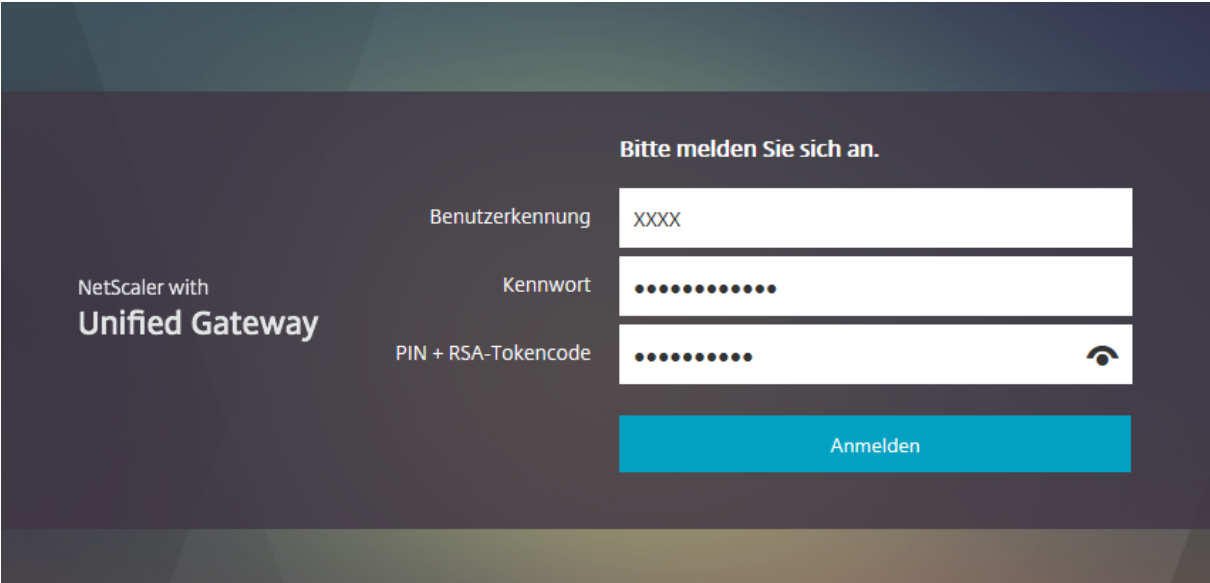 Bitte melden Sie sich an.
Benutzerkennung
XXXX
NetScaler with
Unified Gateway
Kennwort
••••••••••••
PIN + RSA-Tokencode
••••••••••
Anmelden